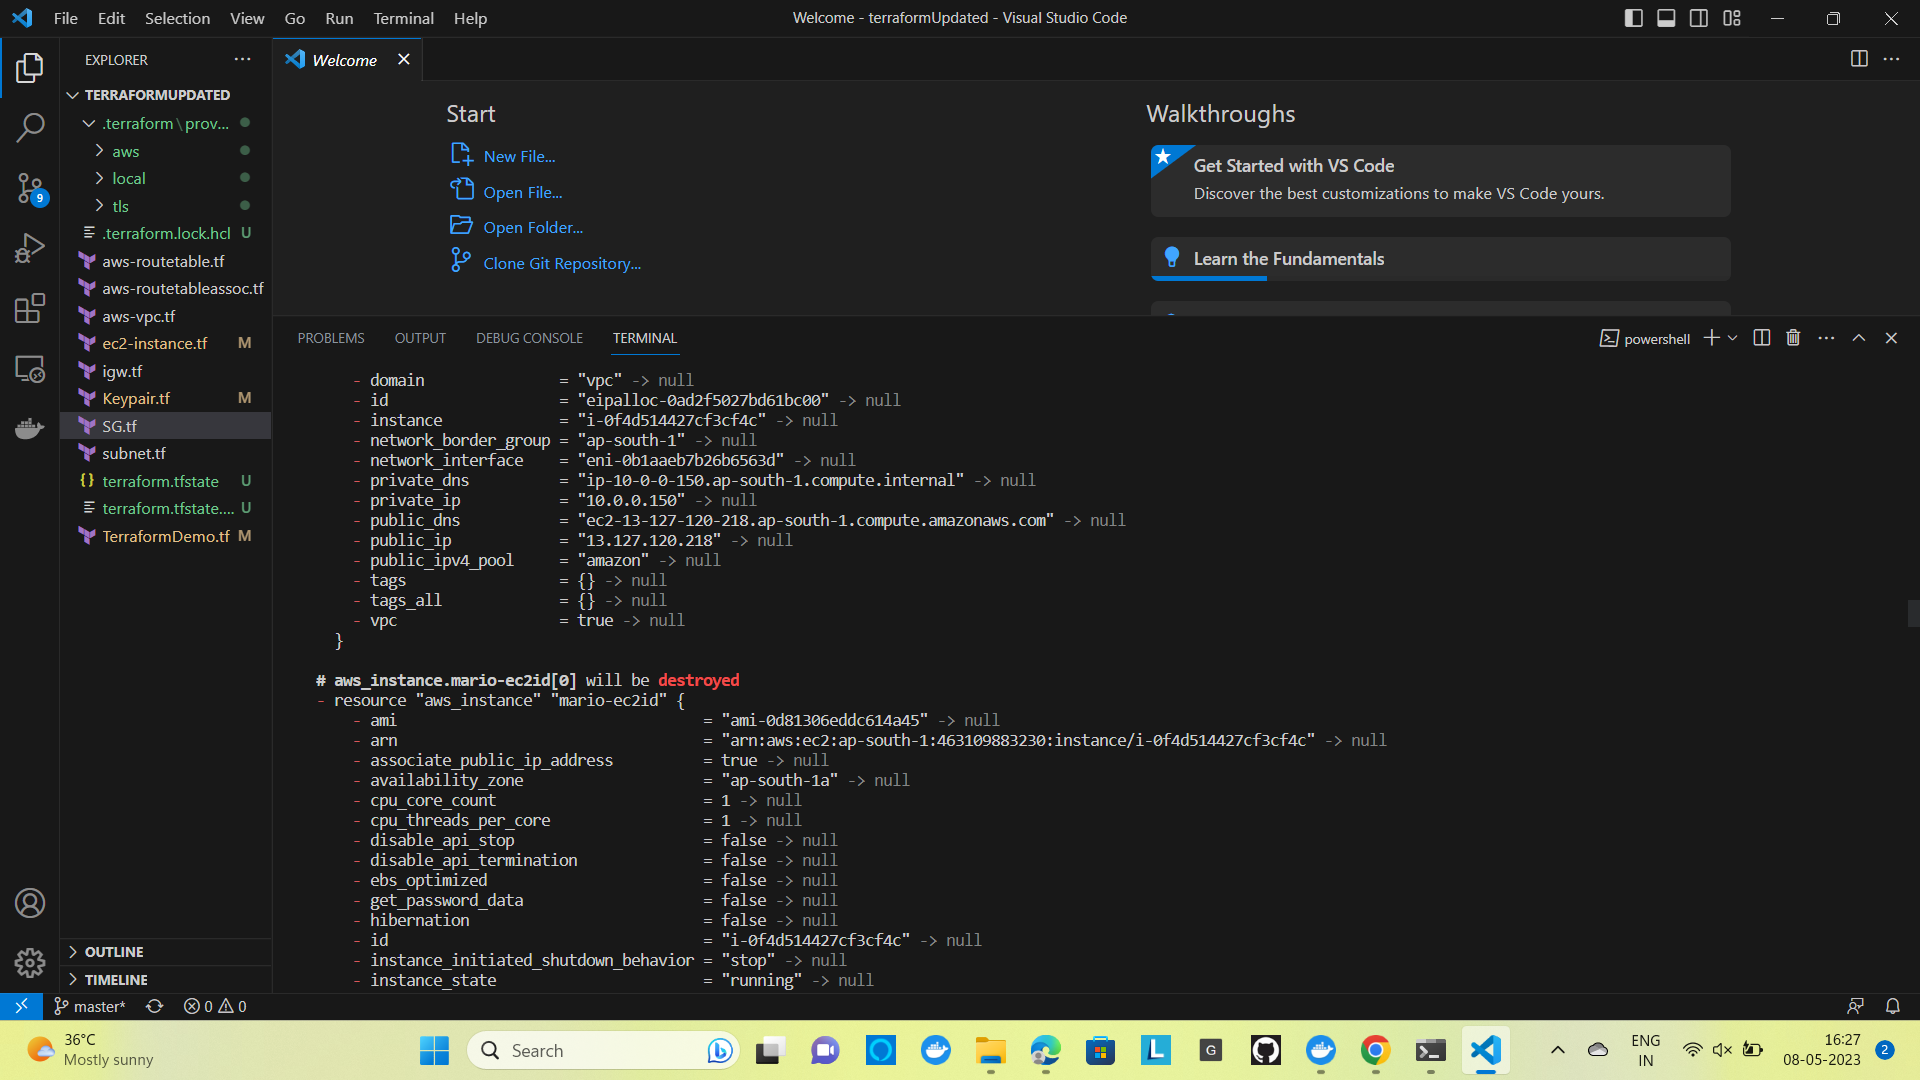 File Edit Selection View Go Run Terminal Help
Welcome - terraformUpdated - Visual Studio Code
EXPLORER
TERRAFORMUPDATED
.terraform\prov...
aws
local
tls
.terraform.lock.hcl U
aws-routetable.tf
aws-routetableassoc.tf
aws-vpc.tf
ec2-instance.tf M
igw.tf
Keypair.tf M
SG.tf
subnet.tf
{} terraform.tfstate U
terraform.tfstate.... U
TerraformDemo.tf M
OUTLINE
TIMELINE
9
Welcome
Start
New File...
Open File...
Open Folder...
Clone Git Repository...
Walkthroughs
Get Started with VS Code
Discover the best customizations to make VS Code yours.
Learn the Fundamentals
PROBLEMS OUTPUT DEBUG CONSOLE TERMINAL
powershell
- domain = "vpc" -> null
- id = "eipalloc-0ad2f5027bd61bc00" -> null
- instance = "i-0f4d514427cf3cf4c" -> null
- network_border_group = "ap-south-1" -> null
- network_interface = "eni-0b1aaeb7b26b6563d" -> null
- private_dns = "ip-10-0-0-150.ap-south-1.compute.internal" -> null
- private_ip = "10.0.0.150" -> null
- public_dns = "ec2-13-127-120-218.ap-south-1.compute.amazonaws.com" -> null
- public_ip = "13.127.120.218" -> null
- public_ipv4_pool = "amazon" -> null
- tags = {} -> null
- tags_all = {} -> null
- vpc = true -> null
}
# aws_instance.mario-ec2id[0] will be destroyed
- resource "aws_instance" "mario-ec2id" {
- ami = "ami-0d81306eddc614a45" -> null
- arn = "arn:aws:ec2:ap-south-1:463109883230:instance/i-0f4d514427cf3cf4c" -> null
- associate_public_ip_address = true -> null
- availability_zone = "ap-south-1a" -> null
- cpu_core_count = 1 -> null
- cpu_threads_per_core = 1 -> null
- disable_api_stop = false -> null
- disable_api_termination = false -> null
- ebs_optimized = false -> null
- get_password_data = false -> null
- hibernation = false -> null
- id = "i-0f4d514427cf3cf4c" -> null
- instance_initiated_shutdown_behavior = "stop" -> null
- instance_state = "running" -> null
master* 0 0
36°C
Mostly sunny
Search
L
G
ENG
IN
16:27
08-05-2023
2